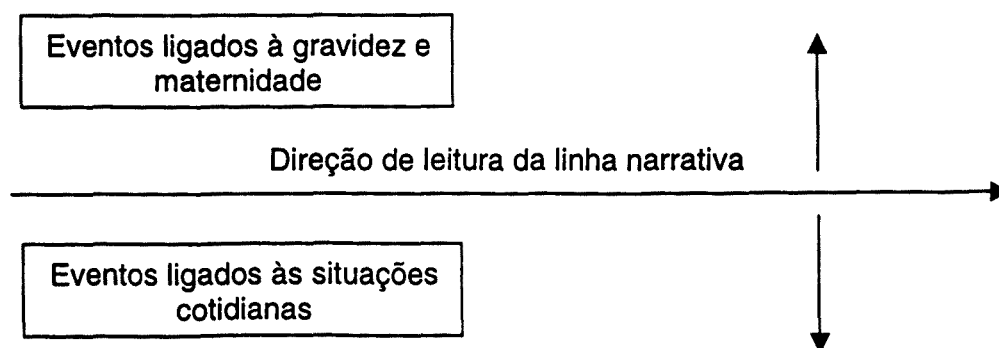 Eventos ligados à gravidez e
maternidade
Direção de leitura da linha narrativa
Eventos ligados às situações
cotidianas